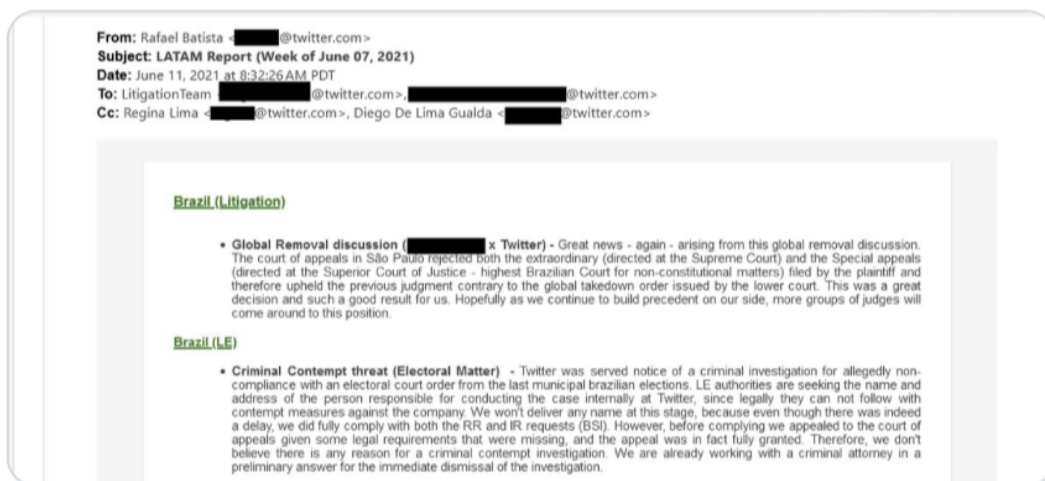 From: Rafael Batista < @twitter.com>
Subject: LATAM Report (Week of June 07, 2021)
Date: June 11, 2021 at 8:32:26 AM PDT
To: LitigationTeam @twitter.com>, @twitter.com>
Cc: Regina Lima < @twitter.com>, Diego De Lima Gualda < @twitter.com>
Brazil (Litigation)
• Global Removal discussion ( x Twitter) - Great news - again - arising from this global removal discussion.
The court of appeals in São Paulo rejected both the extraordinary (directed at the Supreme Court) and the Special appeals
(directed at the Superior Court of Justice - highest Brazilian Court for non-constitutional matters) filed by the plaintiff and
therefore upheld the previous judgment contrary to the global takedown order issued by the lower court. This was a great
decision and such a good result for us. Hopefully as we continue to build precedent on our side, more groups of judges will
come around to this position.
Brazil (LE)
• Criminal Contempt threat (Electoral Matter) - Twitter was served notice of a criminal investigation for allegedly non-
compliance with an electoral court order from the last municipal brazilian elections. LE authorities are seeking the name and
address of the person responsible for conducting the case internally at Twitter, since legally they can not follow with
contempt measures against the company. We won't deliver any name at this stage, because even though there was indeed
a delay, we did fully comply with both the RR and IR requests (BSI). However, before complying we appealed to the court of
appeals given some legal requirements that were missing, and the appeal was in fact fully granted. Therefore, we don't
believe there is any reason for a criminal contempt investigation. We are already working with a criminal attorney in a
preliminary answer for the immediate dismissal of the investigation.